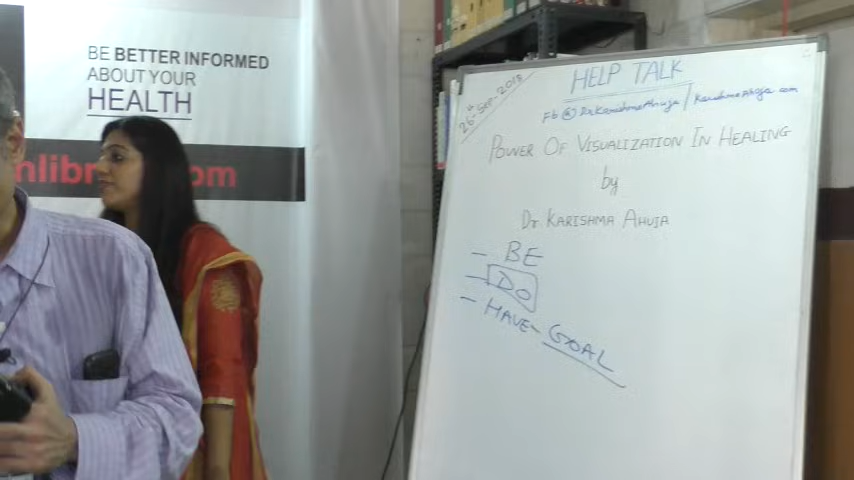 BE BETTER INFORMED
ABOUT YOUR
HEALTH
nlibr om
26th-Sep-2018
HELP TALK
Fb @ DrKarishmaAhuja / karishmaahuja.com
POWER OF VISUALIZATION IN HEALING
by
Dr. KARISHMA AHUJA
- BE
- DO
- HAVE - GOAL